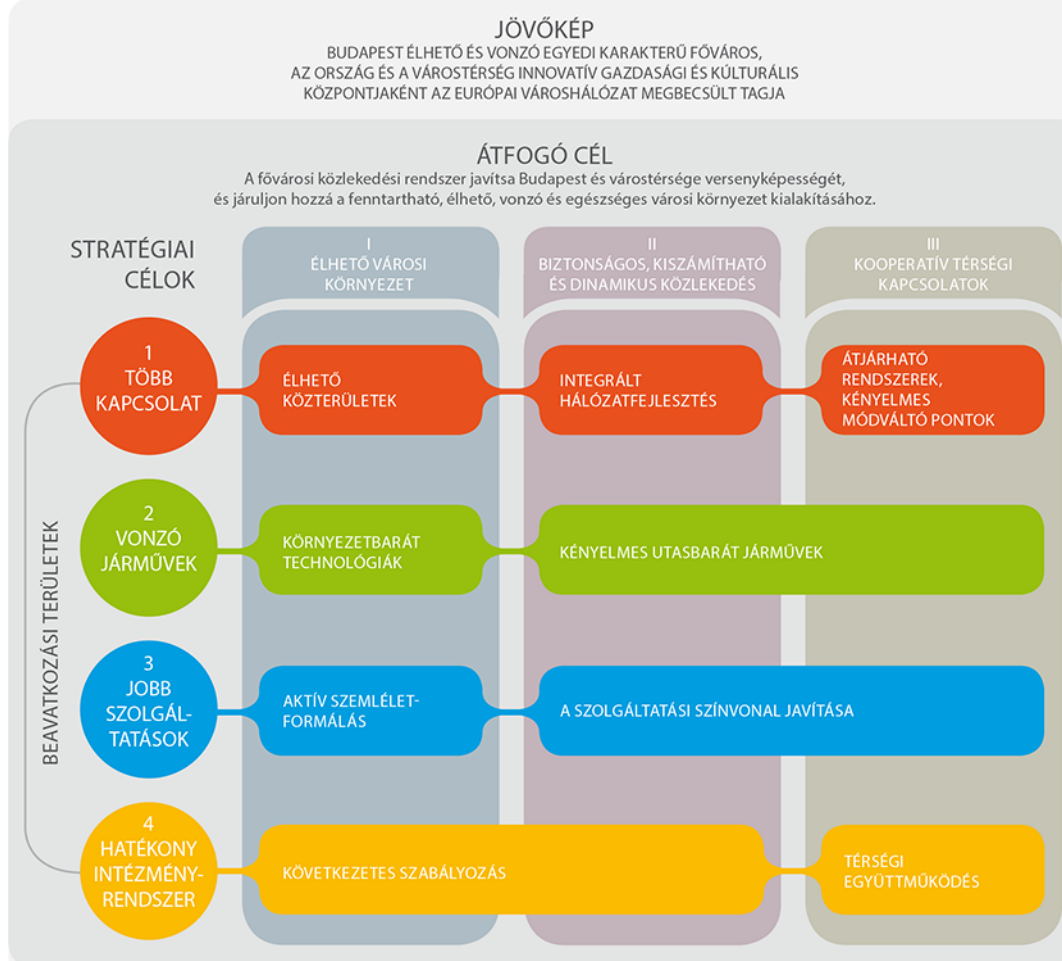 JÖVŐKÉP
BUDAPEST ÉLHETŐ ÉS VONZÓ EGYEDI KARAKTERŰ FŐVÁROS,
AZ ORSZÁG ÉS A VÁROSTÉRSÉG INNOVATÍV GAZDASÁGI ÉS KÚLTURÁLIS
KÖZPONTJAKÉNT AZ EURÓPAI VÁROSHÁLÓZAT MEGBECSÜLT TAGJA
ÁTFOGÓ CÉL
A fővárosi közlekedési rendszer javítsa Budapest és várostérsége versenyképességét,
és járuljon hozzá a fenntartható, élhető, vonzó és egészséges városi környezet kialakításához.
STRATÉGIAI
CÉLOK
I
ÉLHETŐ VÁROSI
KÖRNYEZET
II
BIZTONSÁGOS, KISZÁMÍTHATÓ
ÉS DINAMIKUS KÖZLEKEDÉS
III
KOOPERATÍV TÉRSÉGI
KAPCSOLATOK
BEAVATKOZÁSI TERÜLETEK
1
TÖBB
KAPCSOLAT
ÉLHETŐ
KÖZTERÜLETEK
INTEGRÁLT
HÁLÓZATFEJLESZTÉS
ÁTJÁRHATÓ
RENDSZEREK,
KÉNYELMES
MÓDVÁLTÓ PONTOK
2
VONZÓ
JÁRMŰVEK
KÖRNYEZETBARÁT
TECHNOLÓGIÁK
KÉNYELMES UTASBARÁT JÁRMŰVEK
3
JOBB
SZOLGÁL-
TATÁSOK
AKTÍV SZEMLÉLET-
FORMÁLÁS
A SZOLGÁLTATÁSI SZÍNVONAL JAVÍTÁSA
4
HATÉKONY
INTÉZMÉNY-
RENDSZER
KÖVETKEZETES SZABÁLYOZÁS
TÉRSÉGI
EGYÜTTMŰKÖDÉS